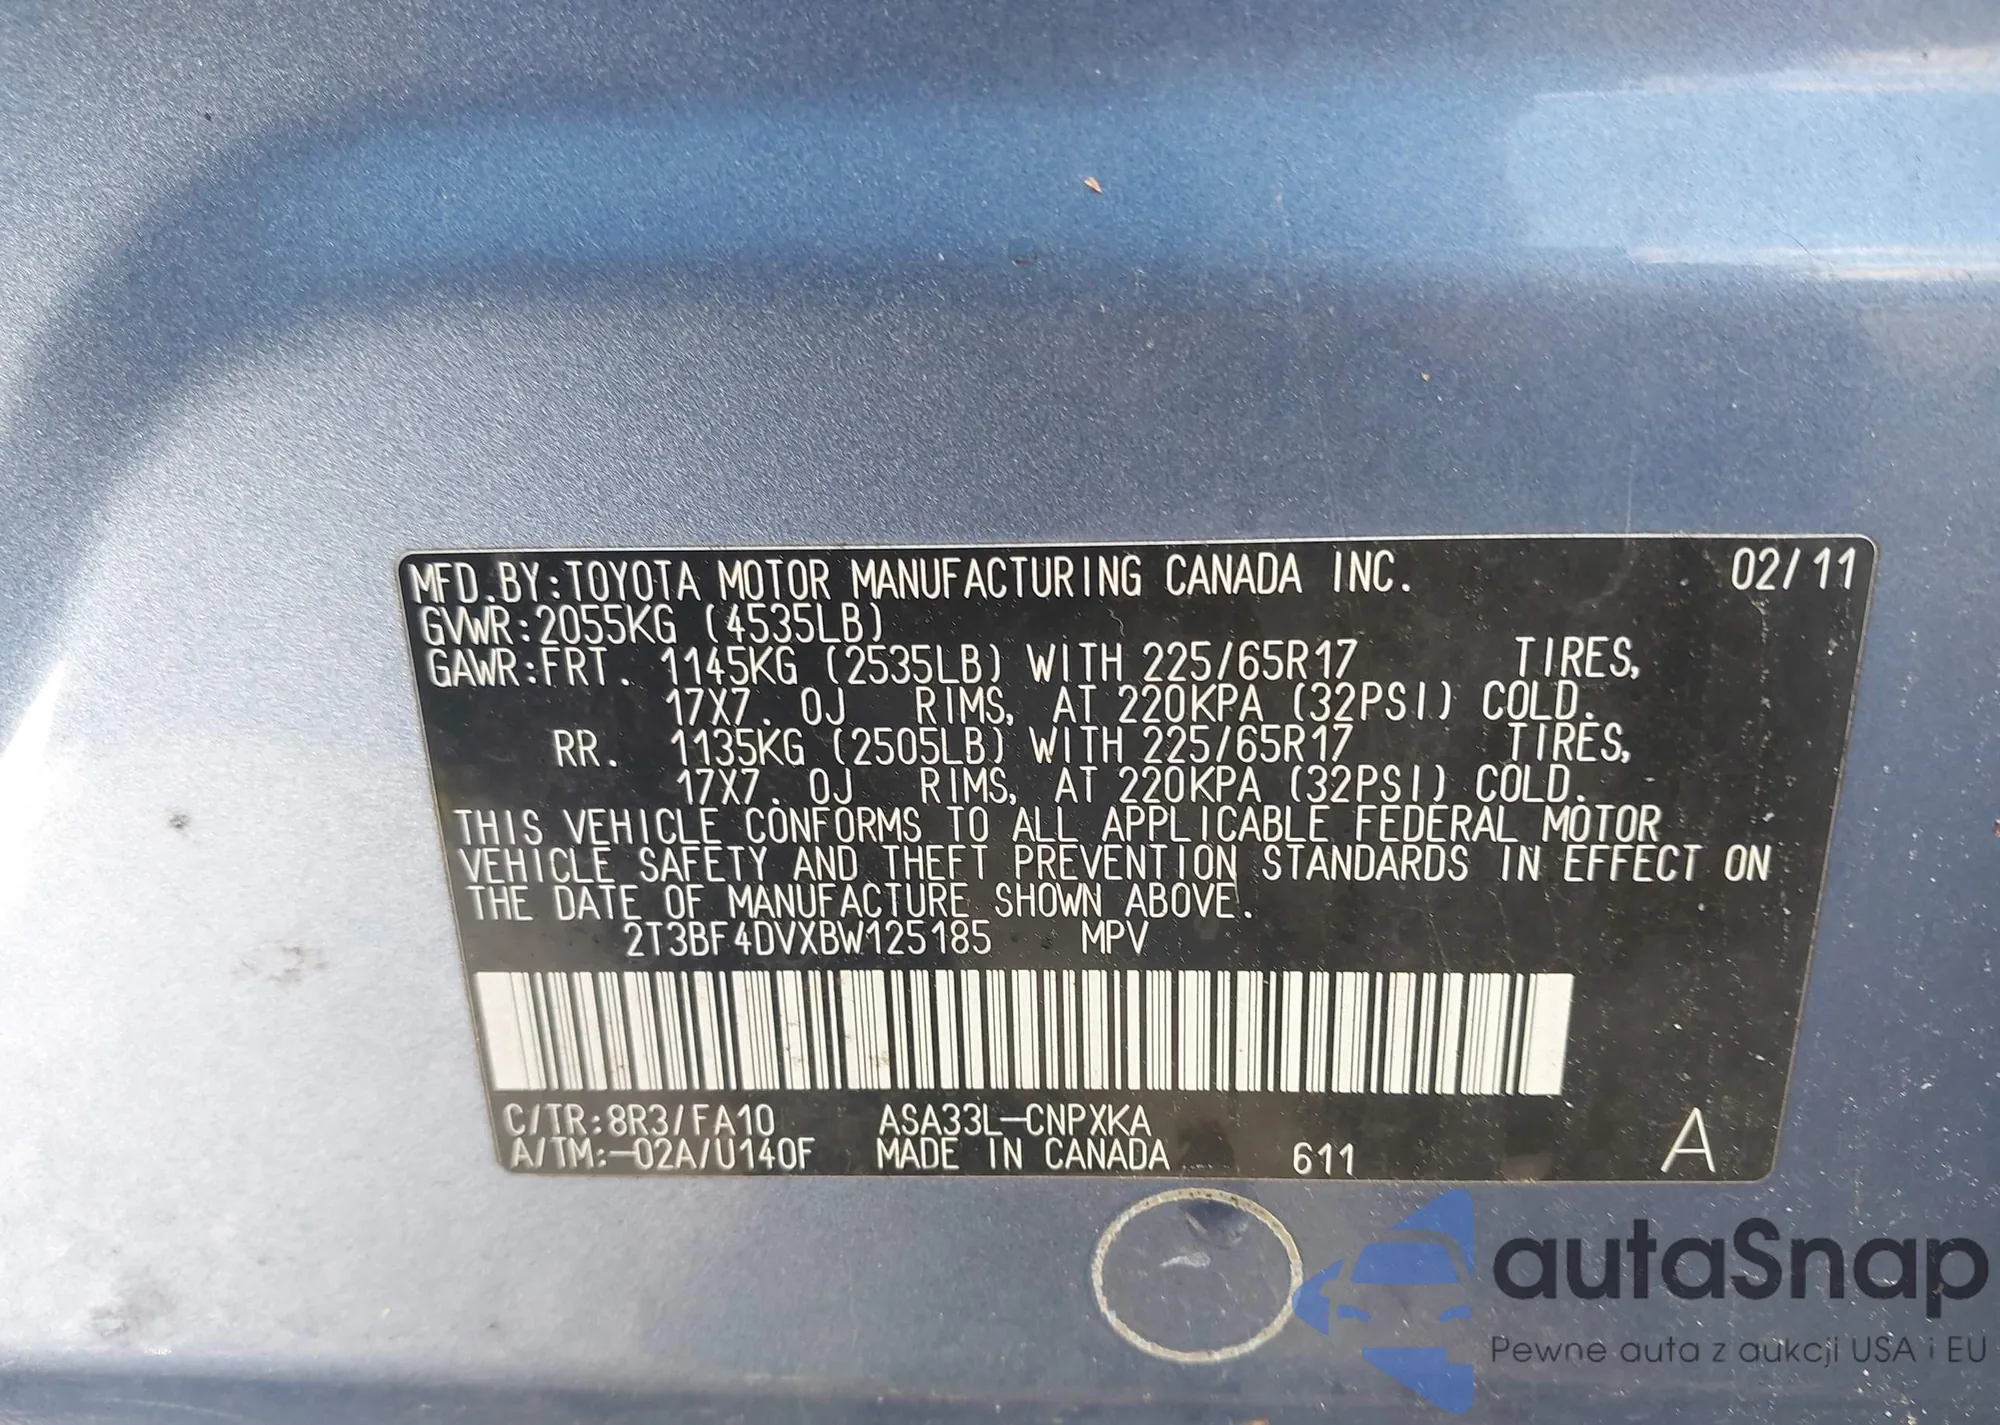 MFD.BY:TOYOTA MOTOR MANUFACTURING CANADA INC. 02/11
GVWR:2055KG (4535LB)
GAWR:FRT. 1145KG (2535LB) WITH 225/65R17 TIRES,
17X7.0J RIMS, AT 220KPA (32PSI) COLD.
RR. 1135KG (2505LB) WITH 225/65R17 TIRES,
17X7.0J RIMS, AT 220KPA (32PSI) COLD.
THIS VEHICLE CONFORMS TO ALL APPLICABLE FEDERAL MOTOR
VEHICLE SAFETY AND THEFT PREVENTION STANDARDS IN EFFECT ON
THE DATE OF MANUFACTURE SHOWN ABOVE.
2T3BF4DVXBW125185 MPV
C/TR:8R3/FA10 ASA33L-CNPXKA
A/TM:-02A/U140F MADE IN CANADA 611 A
autaSnap
Pewne auta z aukcji USA i EU